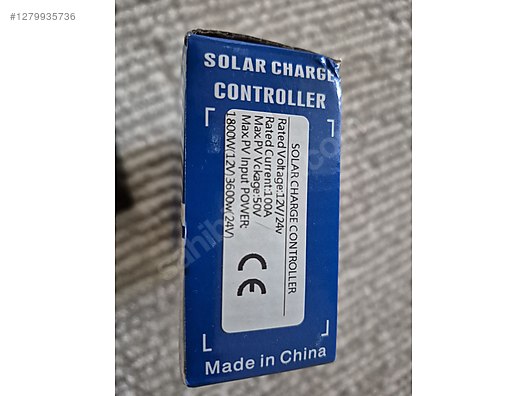 #1279935736
SOLAR CHARGE
CONTROLLER
SOLAR CHARGE CONTROLLER
Rated Voltage:12V/24v
Rated Current:100A
Max.PV Vckage:50V
Max.PV Input POWER:
1800W(12V)3600w(24V)
CE
Made in China